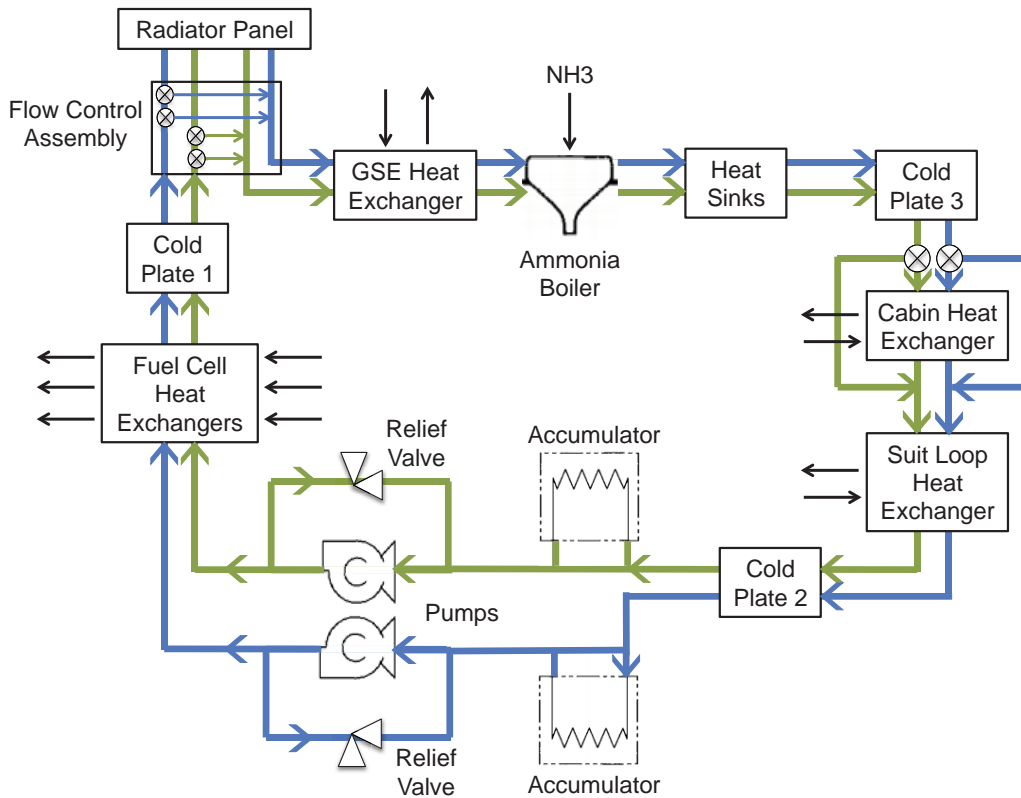 Radiator Panel
NH3
Flow Control
Assembly
GSE Heat
Exchanger
Heat
Sinks
Cold
Plate 3
Cold
Plate 1
Ammonia
Boiler
Cabin Heat
Exchanger
Fuel Cell
Heat
Exchangers
Relief
Valve
Accumulator
Suit Loop
Heat
Exchanger
Cold
Plate 2
Pumps
Relief
Valve
Accumulator